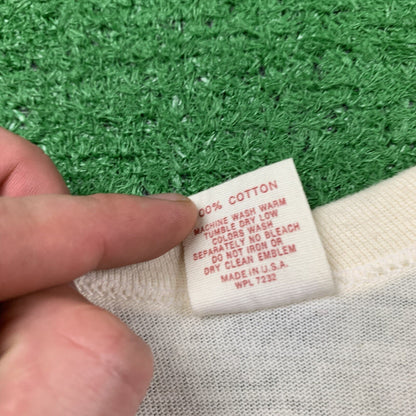 00% COTTON
MACHINE WASH WARM
TUMBLE DRY LOW
COLORS WASH
SEPARATELY NO BLEACH
DO NOT IRON OR
DRY CLEAN EMBLEM
MADE IN U.S.A.
WPL 7232